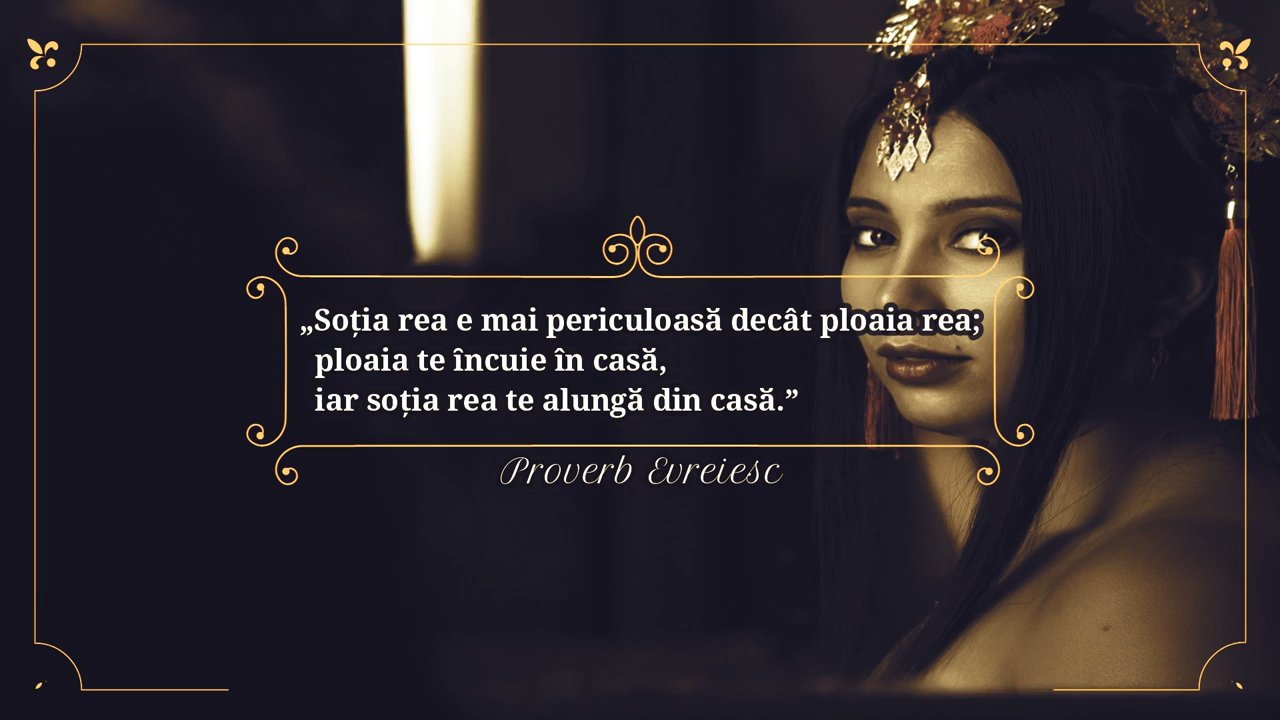 „Soția rea e mai periculoasă decât ploaia rea;
ploaia te încuie în casă,
iar soția rea te alungă din casă.”
Proverb Evreiesc